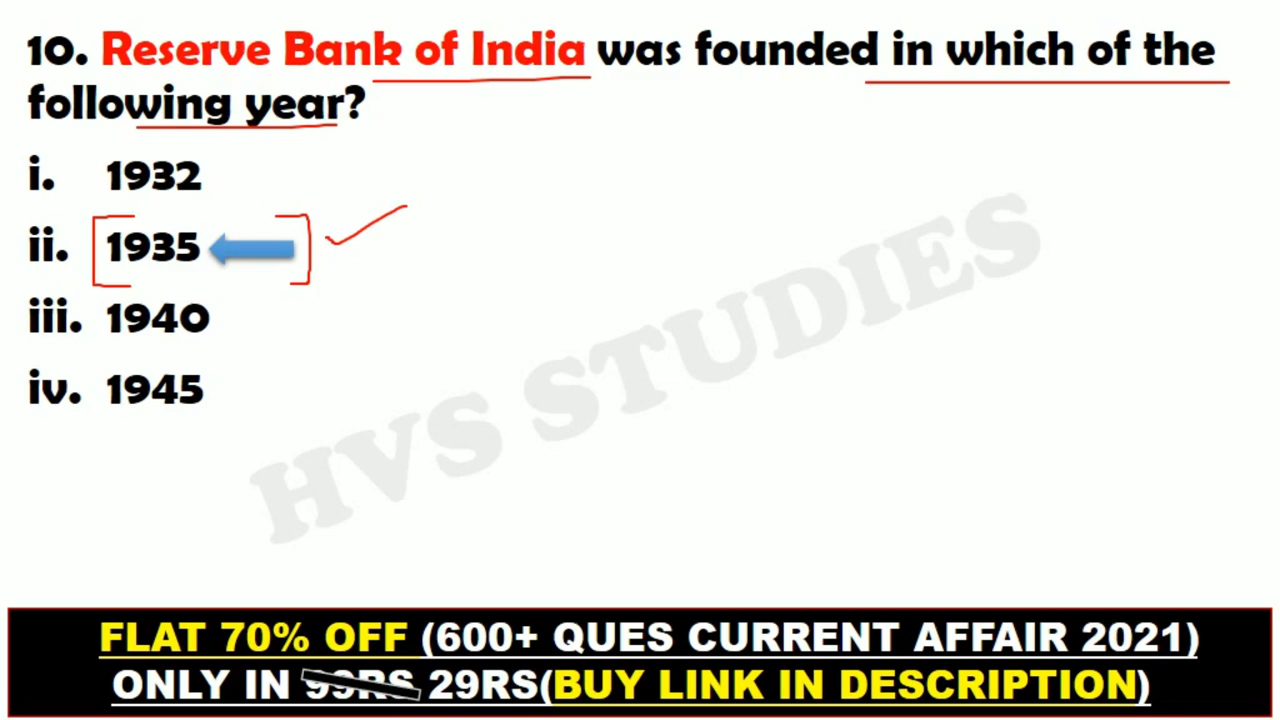 10. Reserve Bank of India was founded in which of the
following year?
i. 1932
ii. 1935
iii. 1940
iv. 1945
HVS STUDIES
FLAT 70% OFF (600+ QUES CURRENT AFFAIR 2021)
ONLY IN 99RS 29RS(BUY LINK IN DESCRIPTION)